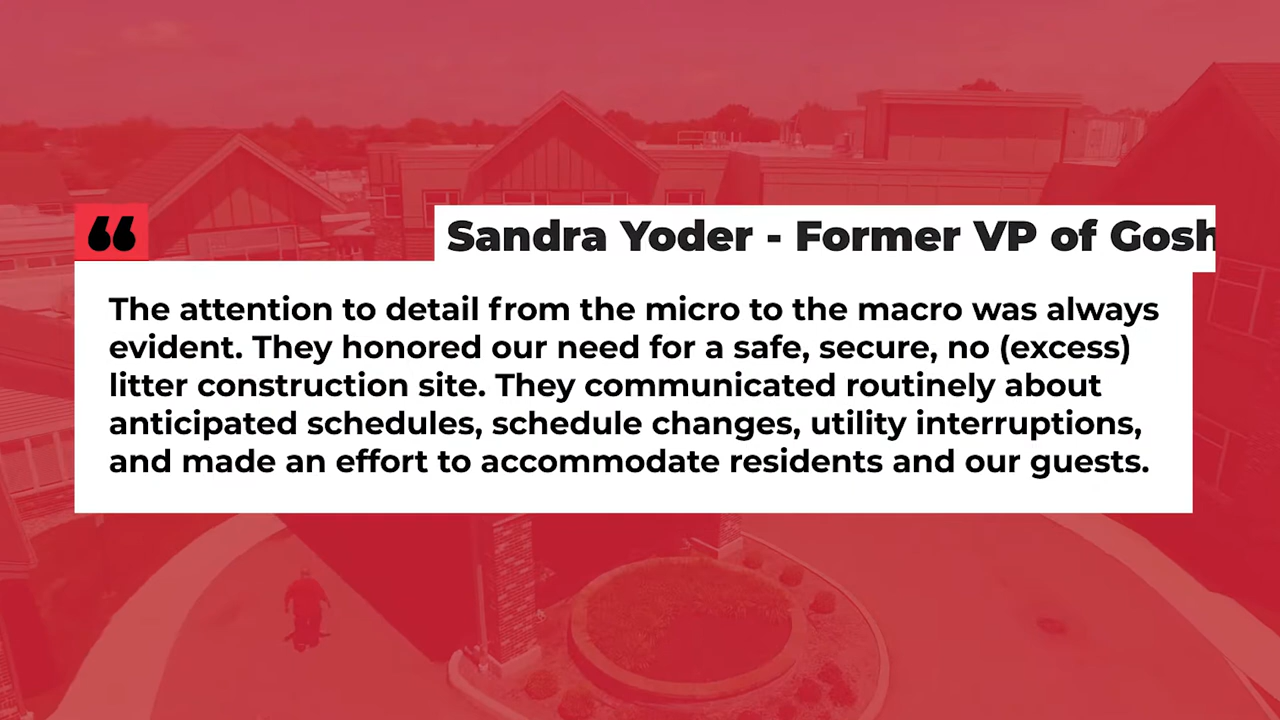 Sandra Yoder - Former VP of Gosh
The attention to detail from the micro to the macro was always
evident. They honored our need for a safe, secure, no (excess)
litter construction site. They communicated routinely about
anticipated schedules, schedule changes, utility interruptions,
and made an effort to accommodate residents and our guests.